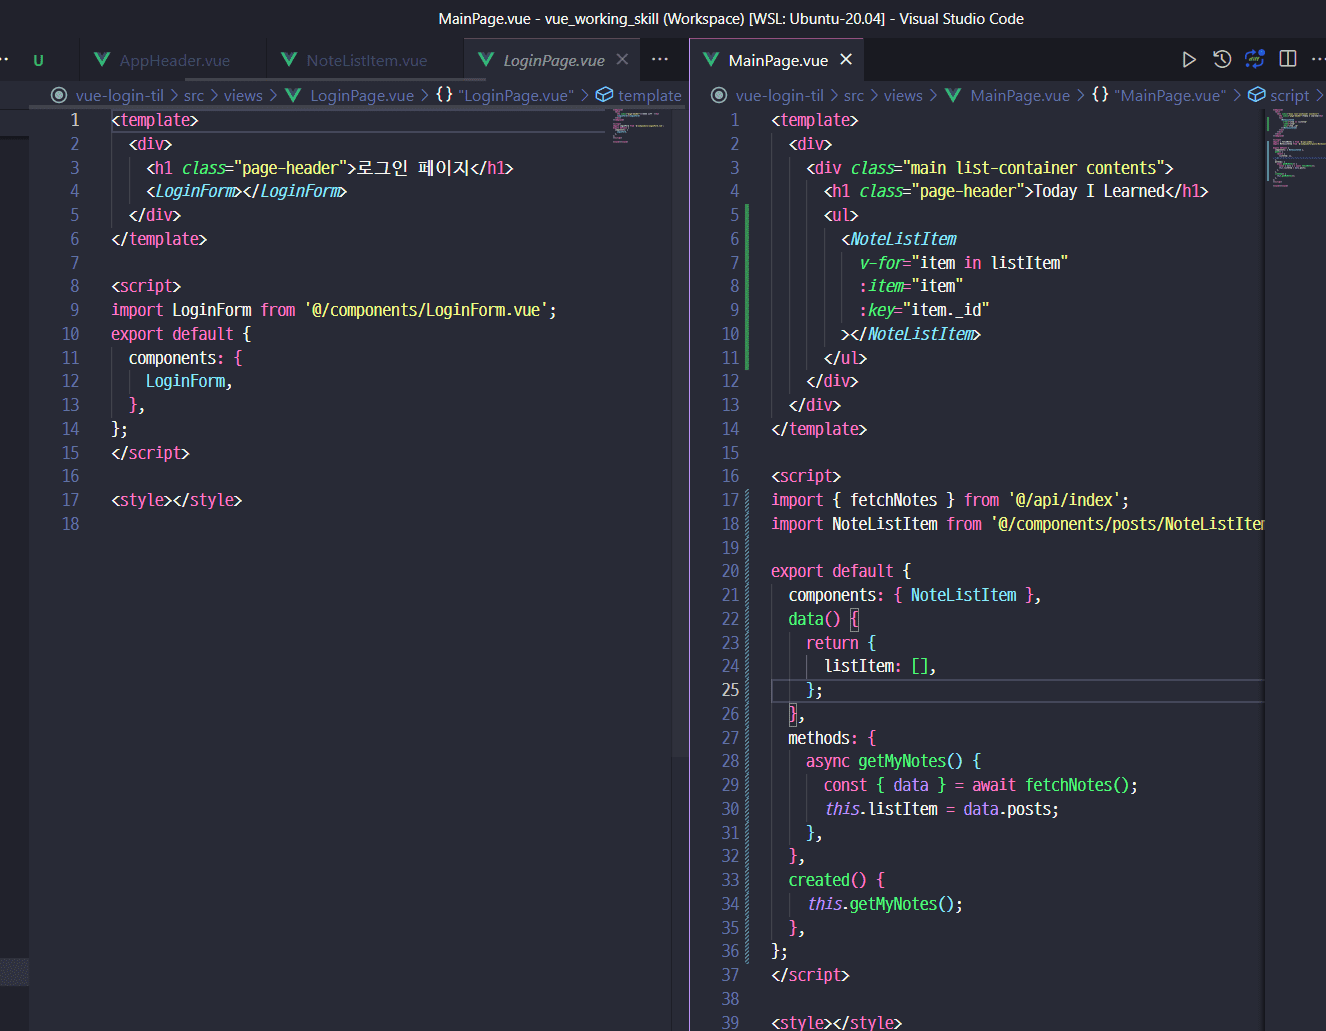 MainPage.vue - vue_working_skill (Workspace) [WSL: Ubuntu-20.04] - Visual Studio Code
U AppHeader.vue NoteListItem.vue LoginPage.vue
vue-login-til > src > views > LoginPage.vue > {} "LoginPage.vue" > template
1 <template>
2 <div>
3 <h1 class="page-header">로그인 페이지</h1>
4 <LoginForm></LoginForm>
5 </div>
6 </template>
7
8 <script>
9 import LoginForm from '@/components/LoginForm.vue';
10 export default {
11 components: {
12 LoginForm,
13 },
14 };
15 </script>
16
17 <style></style>
18
MainPage.vue
vue-login-til > src > views > MainPage.vue > {} "MainPage.vue" > script >
1 <template>
2 <div>
3 <div class="main list-container contents">
4 <h1 class="page-header">Today I Learned</h1>
5 <ul>
6 <NoteListItem
7 v-for="item in listItem"
8 :item="item"
9 :key="item._id"
10 ></NoteListItem>
11 </ul>
12 </div>
13 </div>
14 </template>
15
16 <script>
17 import { fetchNotes } from '@/api/index';
18 import NoteListItem from '@/components/posts/NoteListItem
19
20 export default {
21 components: { NoteListItem },
22 data() {
23 return {
24 listItem: [],
25 };
26 },
27 methods: {
28 async getMyNotes() {
29 const { data } = await fetchNotes();
30 this.listItem = data.posts;
31 },
32 },
33 created() {
34 this.getMyNotes();
35 },
36 };
37 </script>
38
39 <style></style>